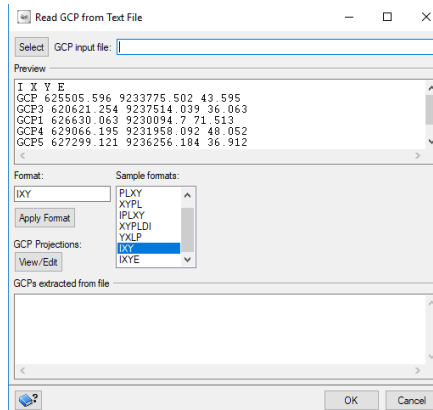 Read GCP from Text File
Select GCP input file:
Preview
I X Y E
GCP 625505.596 9233775.502 43.595
GCP3 620621.254 9237514.039 36.063
GCP1 626630.063 9230094.7 71.513
GCP4 629066.195 9231958.092 48.052
GCP5 627299.121 9236256.184 36.912
Format: Sample formats:
IXY
PLXY
XYPL
IPLXY
XYPLDI
YXLP
IXY
IXYE
Apply Format
GCP Projections:
View/Edit
GCPs extracted from file
OK Cancel